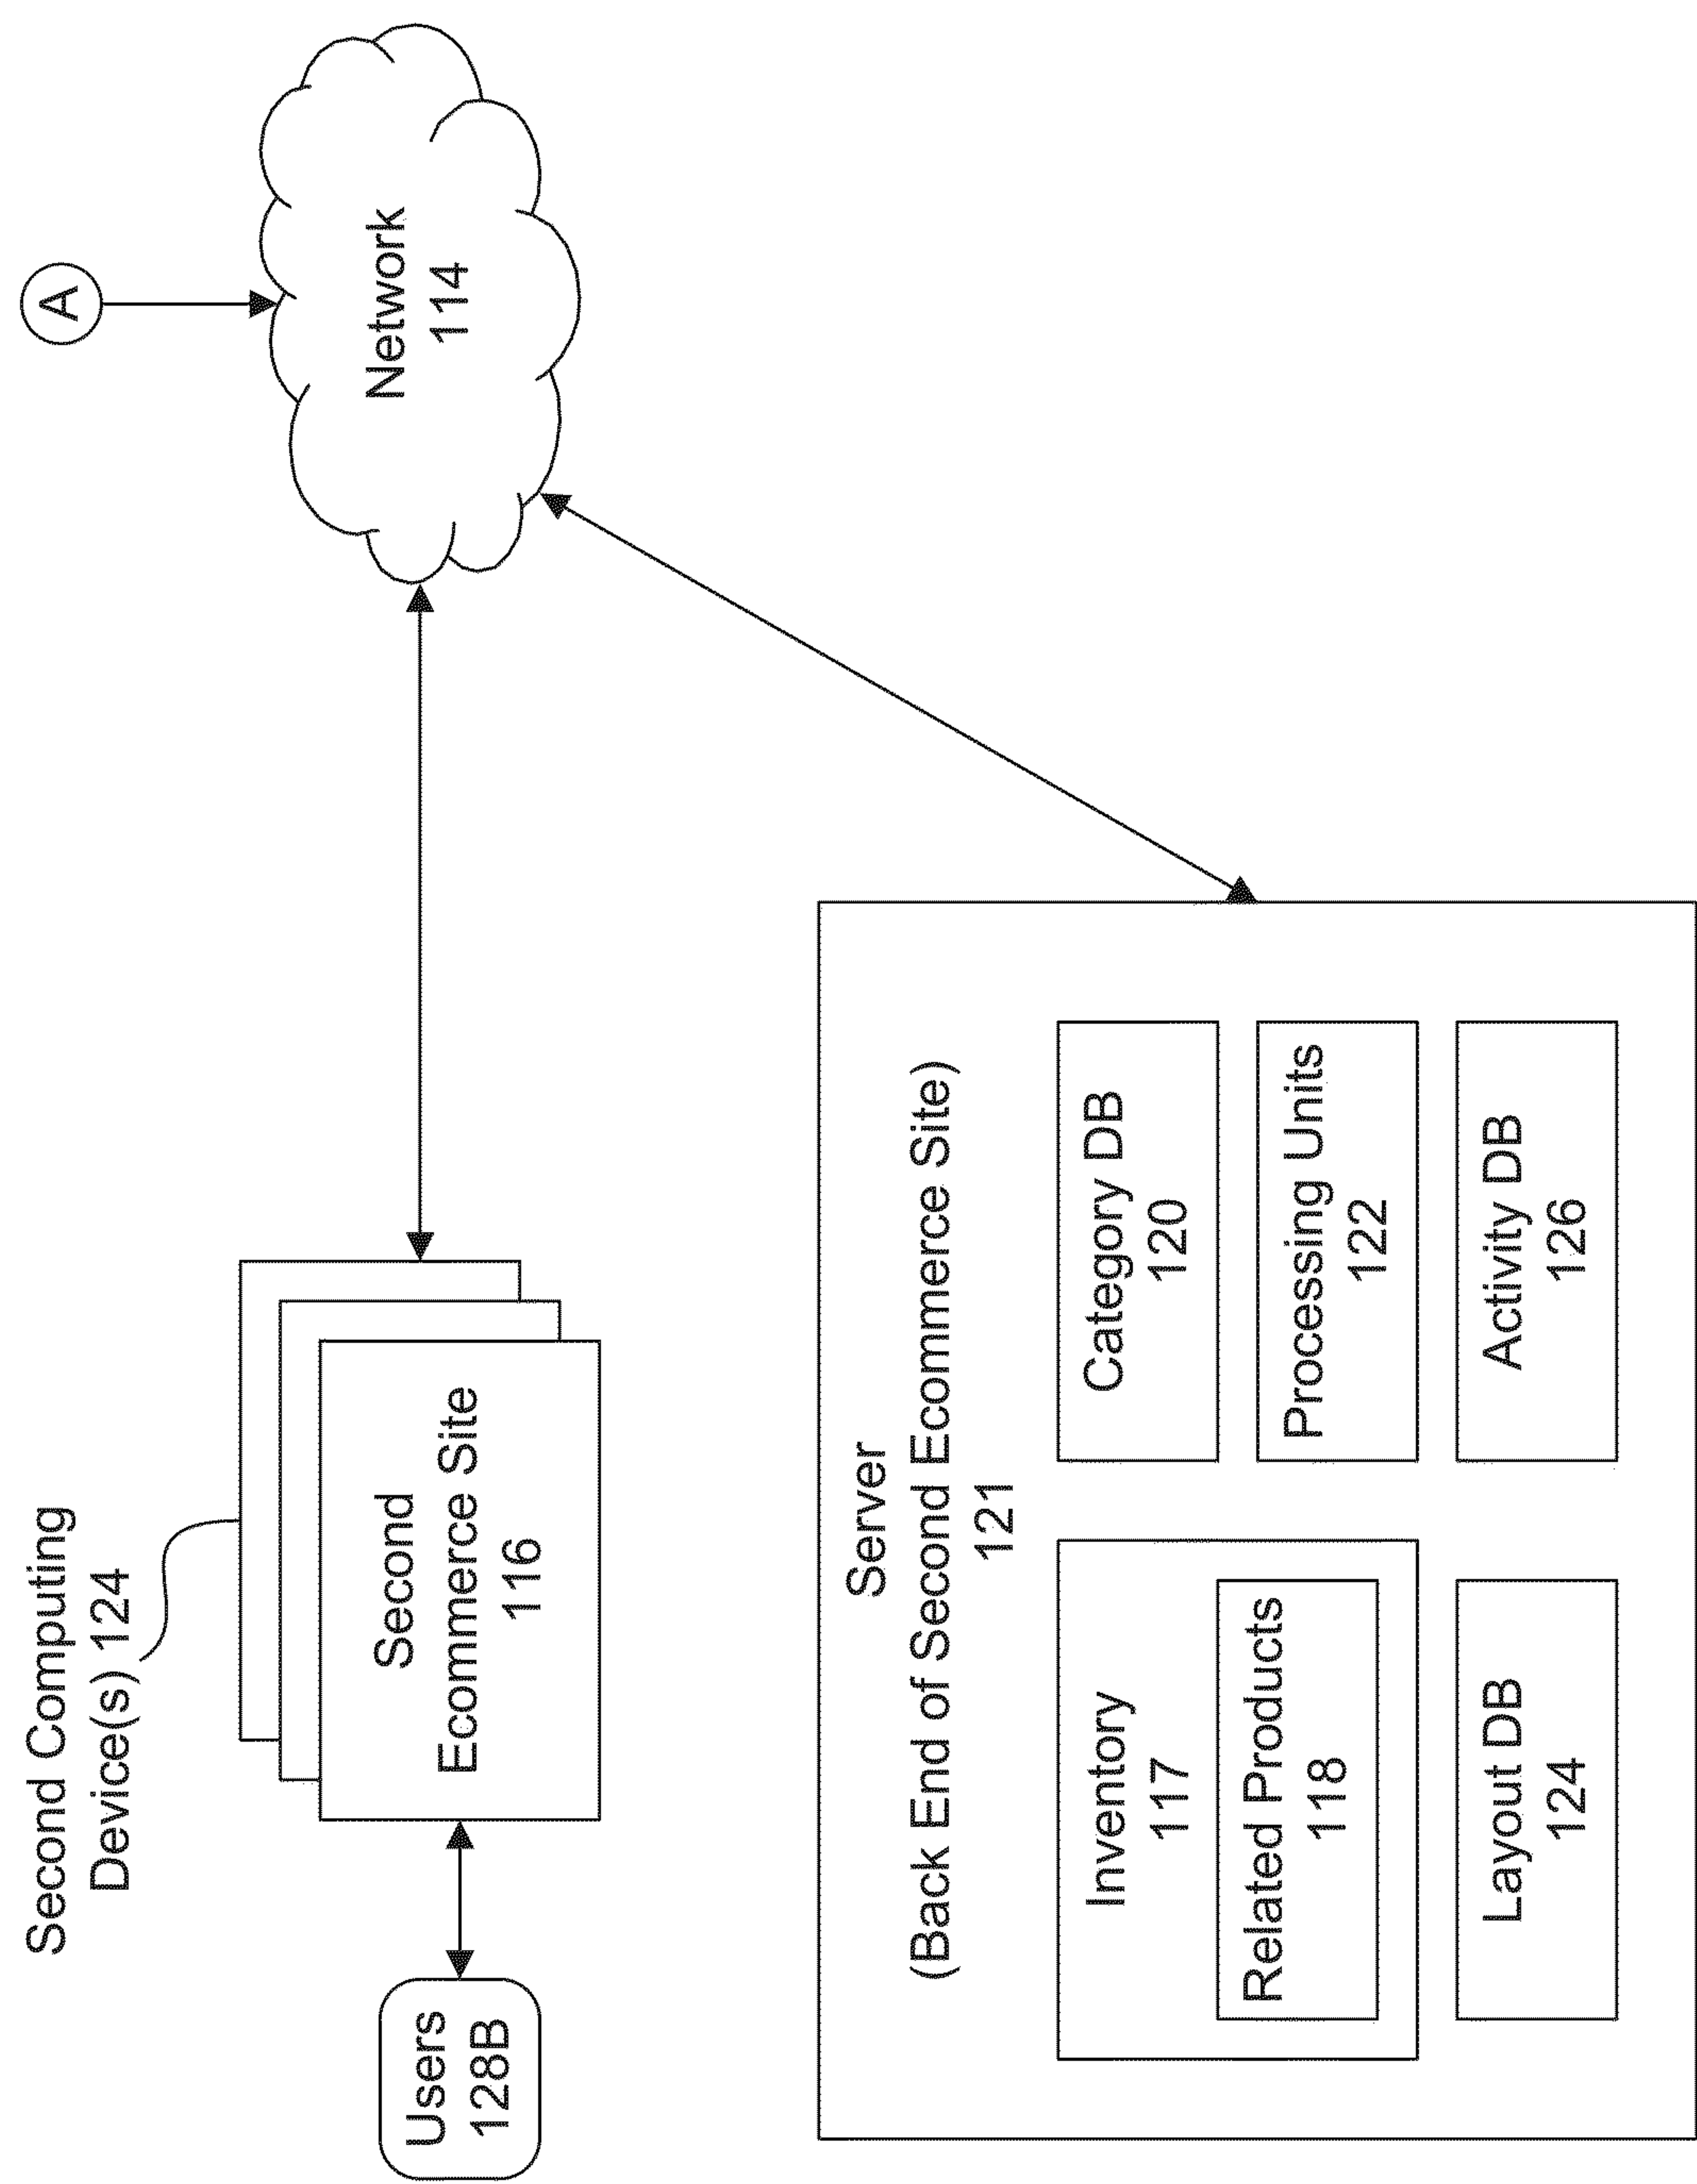 Second Computing
Device(s) 124
Users
128B
Second
Ecommerce Site
116
Network
114
A
Server
(Back End of Second Ecommerce Site)
121
Inventory
117
Related Products
118
Layout DB
124
Category DB
120
Processing Units
122
Activity DB
126